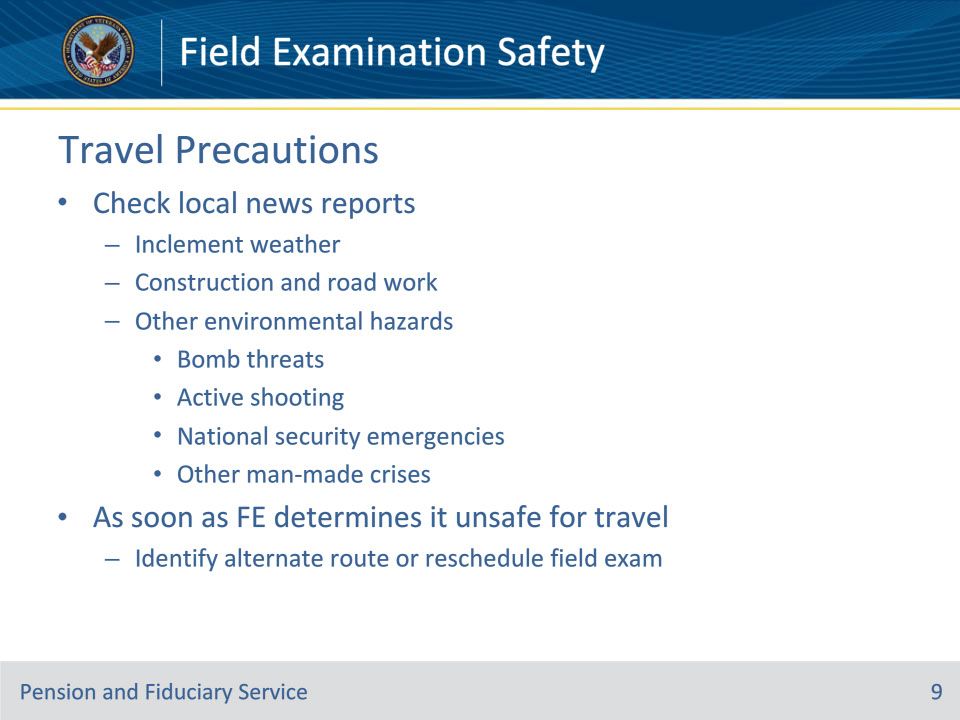 Field Examination Safety
Travel Precautions
• Check local news reports
– Inclement weather
– Construction and road work
– Other environmental hazards
• Bomb threats
• Active shooting
• National security emergencies
• Other man-made crises
• As soon as FE determines it unsafe for travel
– Identify alternate route or reschedule field exam
Pension and Fiduciary Service
9